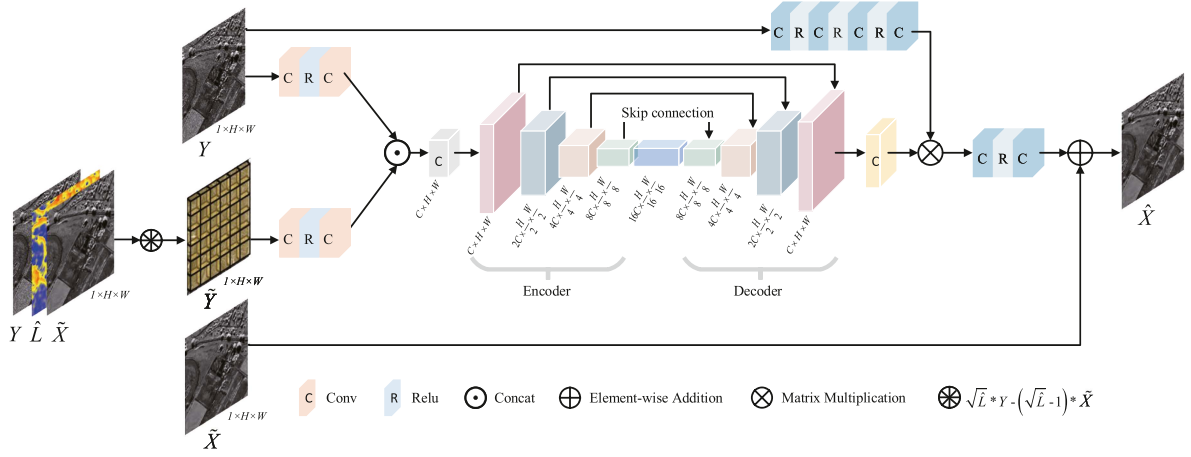 1×H×W
Y
C R C
C R C R C R C
1×H×W
Y L̂ X̃
1×H×W
Ỹ
C R C
1×H×W
X̃
C
C×H×W
C×H×W
2C×H/2×W/2
4C×H/4×W/4
8C×H/8×W/8
16C×H/16×W/16
8C×H/8×W/8
4C×H/4×W/4
2C×H/2×W/2
C×H×W
Skip connection
Encoder
Decoder
C
C R C
X̂
C Conv
R Relu
Concat
Element-wise Addition
Matrix Multiplication
√L̂ * Y - (√L̂ - 1) * X̃